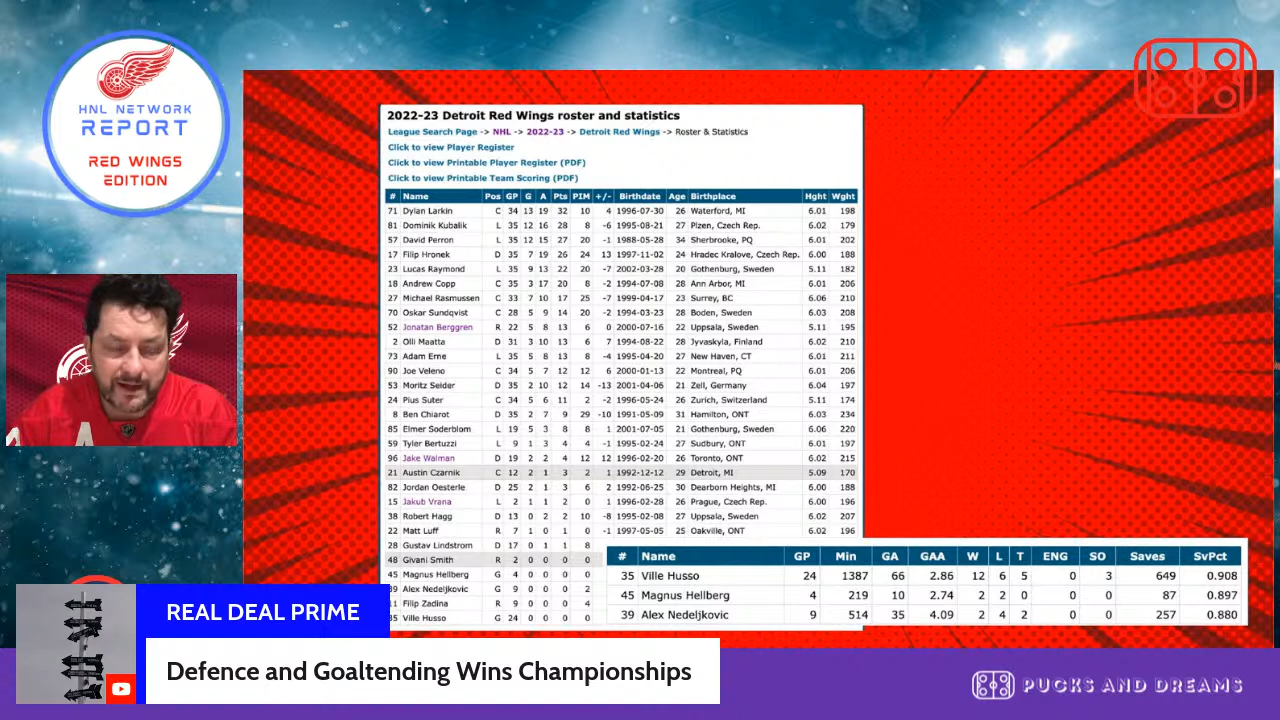 HNL NETWORK
REPORT
RED WINGS
EDITION
2022-23 Detroit Red Wings roster and statistics
League Search Page -> NHL -> 2022-23 -> Detroit Red Wings -> Roster & Statistics
Click to view Player Register
Click to view Printable Player Register (PDF)
Click to view Printable Team Scoring (PDF)
# Name Pos GP G A Pts PIM +/- Birthdate Age Birthplace Hght Wght
71 Dylan Larkin C 34 13 19 32 10 4 1996-07-30 26 Waterford, MI 6.01 198
81 Dominik Kubalik L 35 12 16 28 8 -6 1995-08-21 27 Plzen, Czech Rep. 6.02 179
57 David Perron L 35 12 15 27 20 -1 1988-05-28 34 Sherbrooke, PQ 6.01 202
17 Filip Hronek D 35 7 19 26 24 13 1997-11-02 24 Hradec Kralove, Czech Rep. 6.00 188
23 Lucas Raymond L 35 9 13 22 20 -7 2002-03-28 20 Gothenburg, Sweden 5.11 182
18 Andrew Copp C 35 3 17 20 8 -2 1994-07-08 28 Ann Arbor, MI 6.01 206
27 Michael Rasmussen C 33 7 10 17 25 -7 1999-04-17 23 Surrey, BC 6.06 210
70 Oskar Sundqvist C 28 5 9 14 20 -2 1994-03-23 28 Boden, Sweden 6.03 208
52 Jonatan Berggren R 22 5 8 13 6 0 2000-07-16 22 Uppsala, Sweden 5.11 195
2 Olli Maatta D 31 3 10 13 6 7 1994-08-22 28 Jyvaskyla, Finland 6.02 210
73 Adam Erne L 35 5 8 13 8 -4 1995-04-20 27 New Haven, CT 6.01 211
90 Joe Veleno C 34 5 7 12 12 6 2000-01-13 22 Montreal, PQ 6.01 206
53 Moritz Seider D 35 2 10 12 14 -13 2001-04-06 21 Zell, Germany 6.04 197
24 Pius Suter C 34 5 6 11 2 -2 1996-05-24 26 Zurich, Switzerland 5.11 174
8 Ben Chiarot D 35 2 7 9 29 -10 1991-05-09 31 Hamilton, ONT 6.03 234
85 Elmer Soderblom L 19 5 3 8 8 1 2001-07-05 21 Gothenburg, Sweden 6.06 220
59 Tyler Bertuzzi L 9 1 3 4 4 -1 1995-02-24 27 Sudbury, ONT 6.01 197
96 Jake Walman D 19 2 2 4 12 12 1996-02-20 26 Toronto, ONT 6.02 215
21 Austin Czarnik C 12 2 1 3 2 1 1992-12-12 29 Detroit, MI 5.09 170
82 Jordan Oesterle D 25 2 1 3 6 2 1992-06-25 30 Dearborn Heights, MI 6.00 188
15 Jakub Vrana L 2 1 1 2 0 1 1996-02-28 26 Prague, Czech Rep. 6.00 196
38 Robert Hagg D 13 0 2 2 10 -8 1995-02-08 27 Uppsala, Sweden 6.02 207
22 Matt Luff R 7 1 0 1 0 -1 1997-05-05 25 Oakville, ONT 6.02 196
28 Gustav Lindstrom D 17 0 1 1 8
48 Givani Smith R 2 0 0 0 0
45 Magnus Hellberg G 4 0 0 0 0
39 Alex Nedeljkovic G 9 0 0 0 2
Filip Zadina R 9 0 0 0 4
Ville Husso G 24 0 0 0 0
# Name GP Min GA GAA W L T ENG SO Saves SvPct
35 Ville Husso 24 1387 66 2.86 12 6 5 0 3 649 0.908
45 Magnus Hellberg 4 219 10 2.74 2 2 0 0 0 87 0.897
39 Alex Nedeljkovic 9 514 35 4.09 2 4 2 0 0 257 0.880
REAL DEAL PRIME
Defence and Goaltending Wins Championships
PUCKS AND DREAMS
A